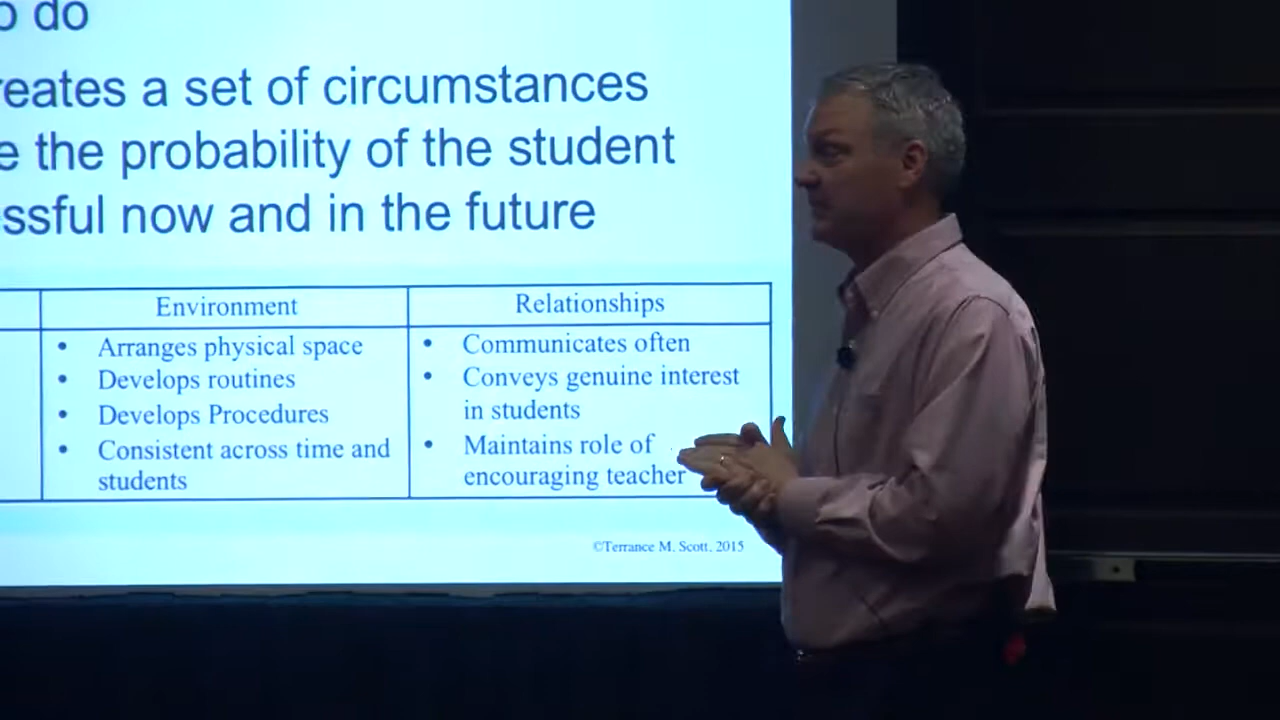 o do
reates a set of circumstances
e the probability of the student
ssful now and in the future
Environment
Relationships
• Arranges physical space
• Develops routines
• Develops Procedures
• Consistent across time and
students
• Communicates often
• Conveys genuine interest
in students
• Maintains role of
encouraging teacher
©Terrance M. Scott, 2015